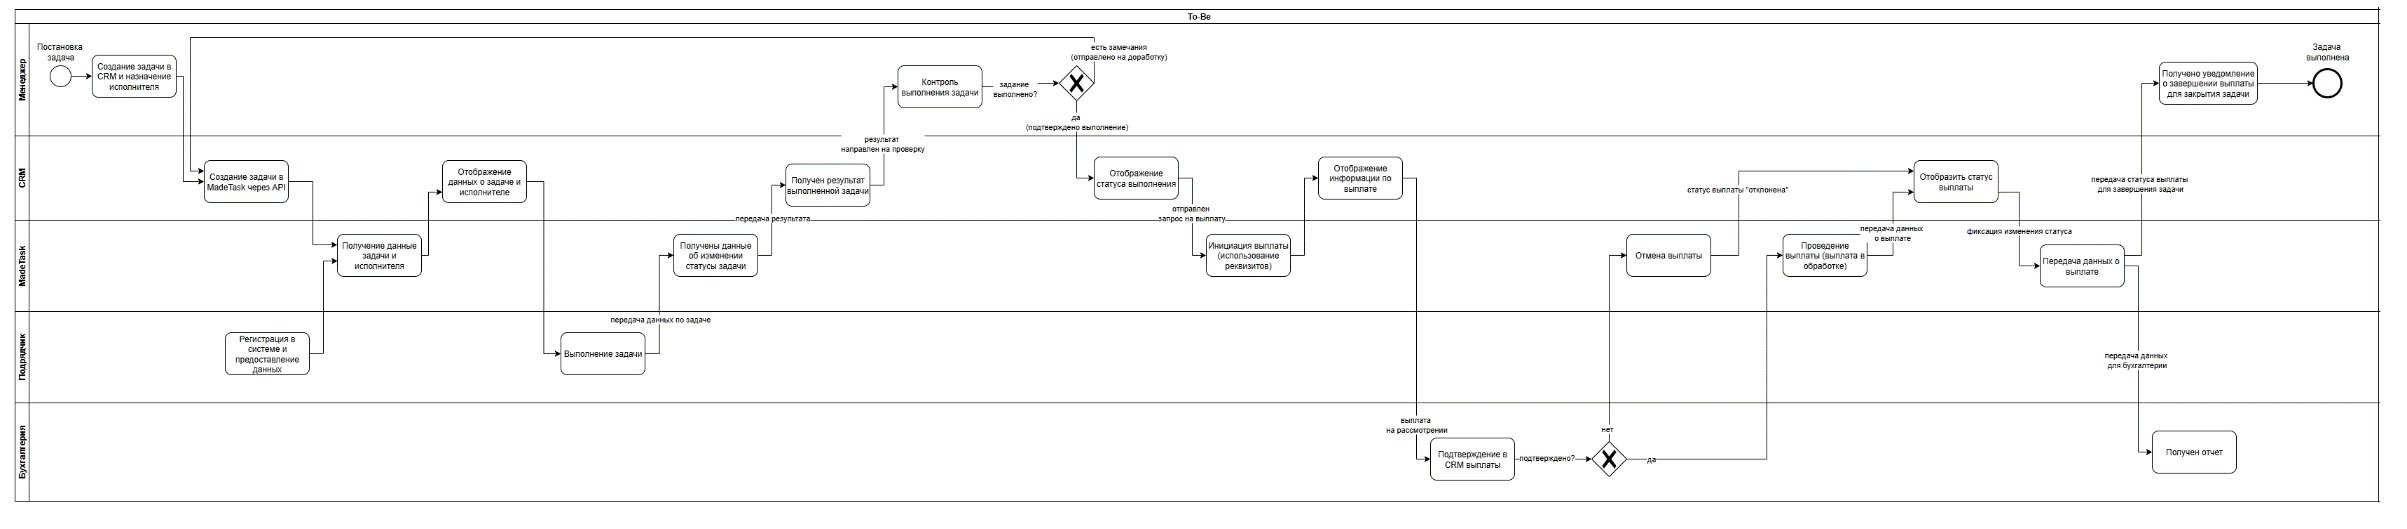 To-Be
Менеджер
Постановка
задача
Создание задачи в
CRM и назначение
исполнителя
Контроль
выполнения задачи
задание
выполнено?
есть замечания
(отправлено на доработку)
да
(подтверждено выполнение)
Получено уведомление
о завершении выплаты
для закрытия задачи
Задача
выполнена
результат
направлен на проверку
CRM
Создание задачи в
MadeTask через API
Отображение
данных о задаче и
исполнителе
Получен результат
выполненной задачи
передача результата
Отображение
статуса выполнения
отправлен
запрос на выплату
Отображение
информации по
выплате
статус выплаты "отклонена"
Отобразить статус
выплаты
передача статуса выплаты
для завершения задачи
MadeTask
Получение данные
задачи и
исполнителя
Получены данные
об изменении
статусы задачи
Инициация выплаты
(использование
реквизитов)
Отмена выплаты
Проведение
выплаты (выплата в
обработке)
передача данных
о выплате
фиксация изменения статуса
Передача данных о
выплате
Подрядчик
Регистрация в
системе и
предоставление
данных
Выполнение задачи
передача данных по задаче
передача данных
для бухгалтерии
Бухгалтерия
выплата
на рассмотрении
Подтверждение в
CRM выплаты
подтверждено?
нет
да
Получен отчет